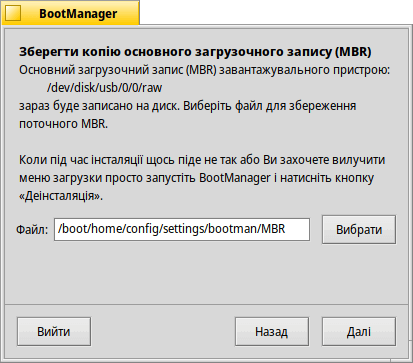 BootManager
Зберегти копію основного загрузочного запису (MBR)
Основний загрузочний запис (MBR) завантажувального пристрою:
/dev/disk/usb/0/0/raw
зараз буде записано на диск. Виберіть файл для збереження
поточного MBR.
Коли під час інсталяції щось піде не так або Ви захочете вилучити
меню загрузки просто запустіть BootManager і натисніть кнопку
«Деінсталяція».
Файл: /boot/home/config/settings/bootman/MBR Вибрати
Вийти Назад Далі